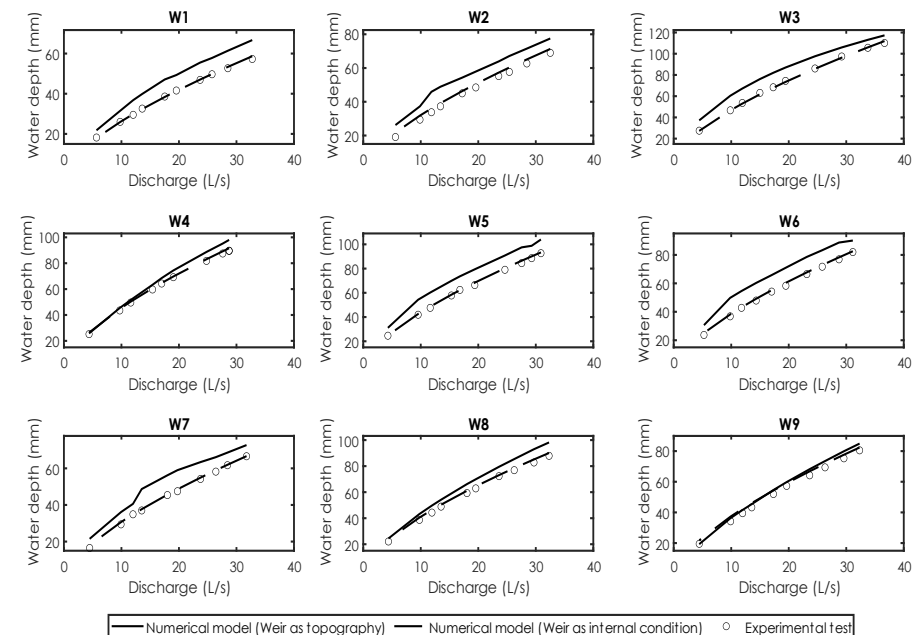 W1
Water depth (mm)
60
40
20
0 10 20 30 40
Discharge (L/s)
W2
Water depth (mm)
80
60
40
20
0 10 20 30 40
Discharge (L/s)
W3
Water depth (mm)
120
100
80
60
40
20
0 10 20 30 40
Discharge (L/s)
W4
Water depth (mm)
100
80
60
40
20
0 10 20 30 40
Discharge (L/s)
W5
Water depth (mm)
100
80
60
40
20
0 10 20 30 40
Discharge (L/s)
W6
Water depth (mm)
80
60
40
20
0 10 20 30 40
Discharge (L/s)
W7
Water depth (mm)
60
40
20
0 10 20 30 40
Discharge (L/s)
W8
Water depth (mm)
100
80
60
40
20
0 10 20 30 40
Discharge (L/s)
W9
Water depth (mm)
80
60
40
20
0 10 20 30 40
Discharge (L/s)
Numerical model (Weir as topography) Numerical model (Weir as internal condition) Experimental test